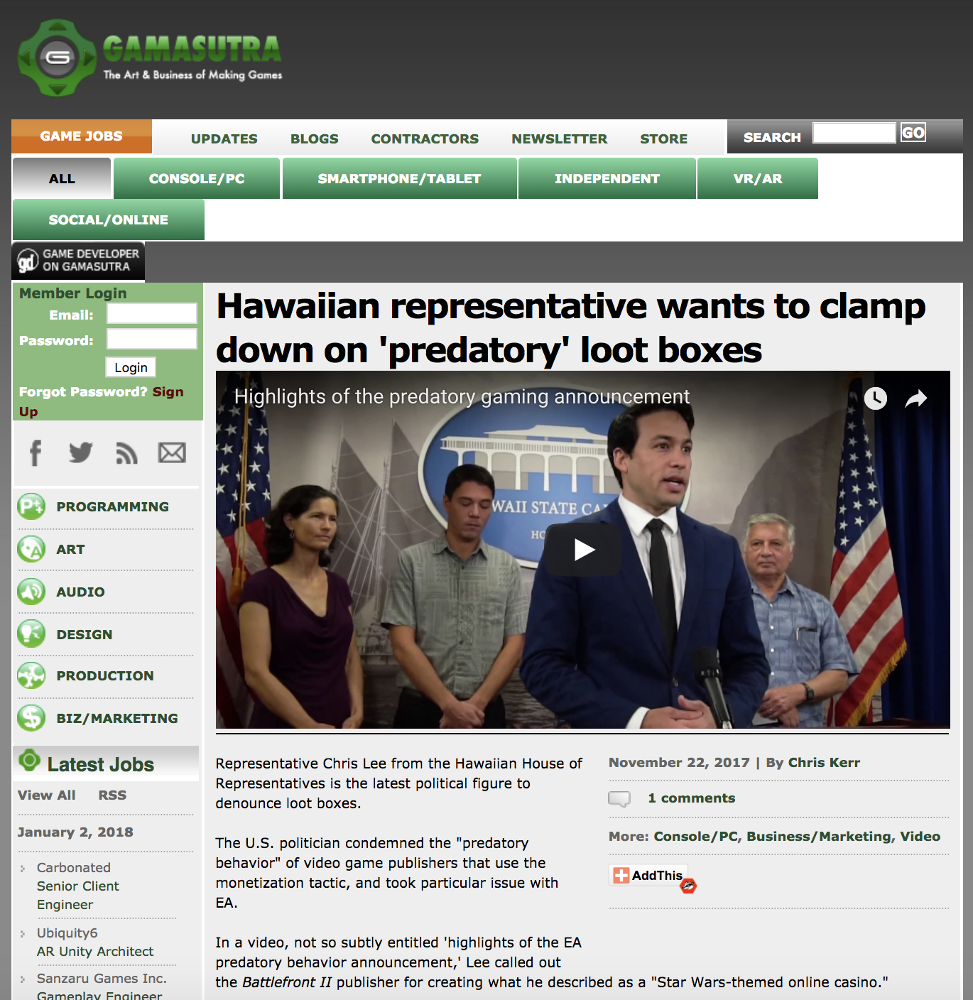 GAMASUTRA
The Art & Business of Making Games
GAME JOBS
UPDATES
BLOGS
CONTRACTORS
NEWSLETTER
STORE
SEARCH
GO
ALL
CONSOLE/PC
SMARTPHONE/TABLET
INDEPENDENT
VR/AR
SOCIAL/ONLINE
gd GAME DEVELOPER
ON GAMASUTRA
Member Login
Email:
Password:
Login
Forgot Password? Sign
Up
PROGRAMMING
ART
AUDIO
DESIGN
PRODUCTION
BIZ/MARKETING
Latest Jobs
View All RSS
January 2, 2018
Carbonated
Senior Client
Engineer
Ubiquity6
AR Unity Architect
Sanzaru Games Inc.
Gameplay Engineer
Hawaiian representative wants to clamp
down on 'predatory' loot boxes
Highlights of the predatory gaming announcement
WAII STATE CA
HO
Representative Chris Lee from the Hawaiian House of
Representatives is the latest political figure to
denounce loot boxes.
The U.S. politician condemned the "predatory
behavior" of video game publishers that use the
monetization tactic, and took particular issue with
EA.
In a video, not so subtly entitled 'highlights of the EA
predatory behavior announcement,' Lee called out
the Battlefront II publisher for creating what he described as a "Star Wars-themed online casino."
November 22, 2017 | By Chris Kerr
1 comments
More: Console/PC, Business/Marketing, Video
AddThis